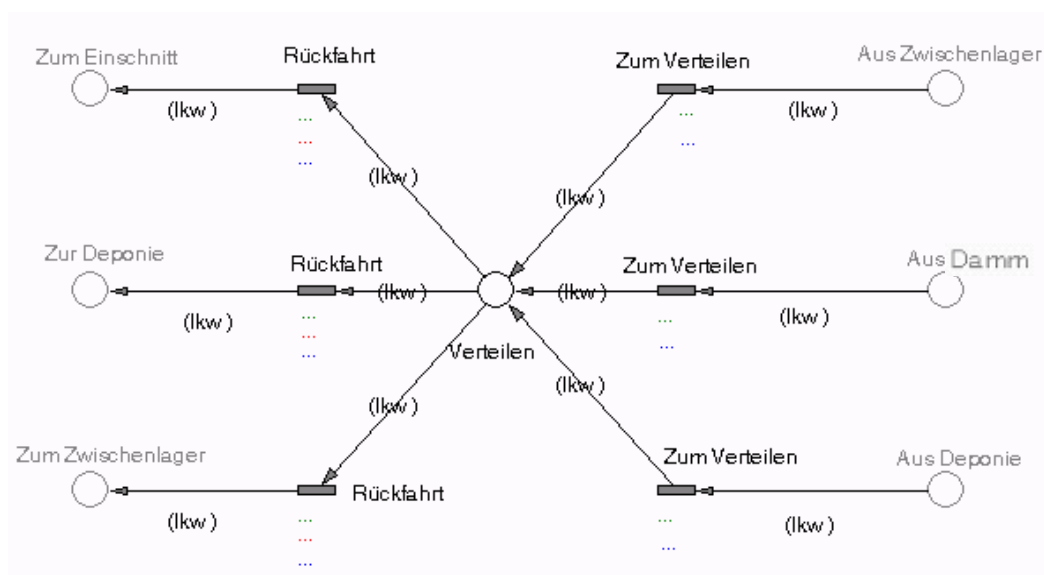 Zum Einschnitt
Rückfahrt
Zum Verteilen
Aus Zwischenlager
(lkw)
(lkw)
...
...
...
...
...
(lkw)
(lkw)
Zur Deponie
Rückfahrt
Zum Verteilen
Aus Damm
(lkw)
(lkw)
(lkw)
(lkw)
...
...
...
...
...
Verteilen
(lkw)
(lkw)
Zum Zwischenlager
Zum Verteilen
Aus Deponie
Rückfahrt
(lkw)
(lkw)
...
...
...
...
...